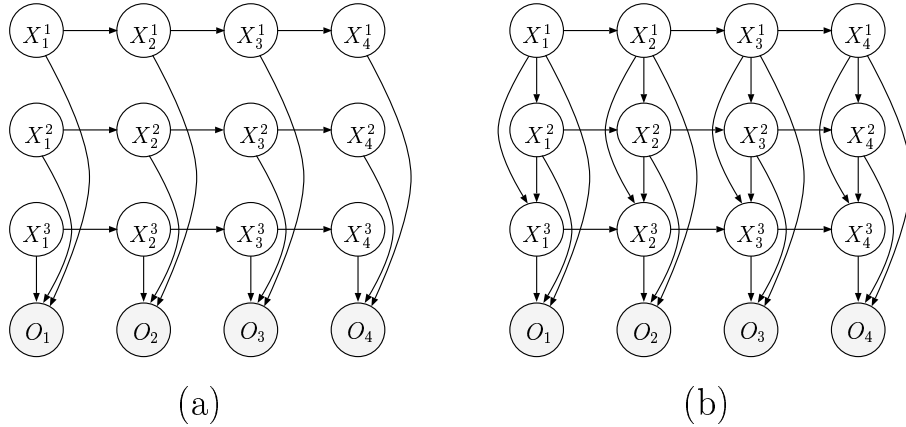 X_1^1 X_2^1 X_3^1 X_4^1 X_1^1 X_2^1 X_3^1 X_4^1
X_1^2 X_2^2 X_3^2 X_4^2 X_1^2 X_2^2 X_3^2 X_4^2
X_1^3 X_2^3 X_3^3 X_4^3 X_1^3 X_2^3 X_3^3 X_4^3
O_1 O_2 O_3 O_4 O_1 O_2 O_3 O_4
(a) (b)